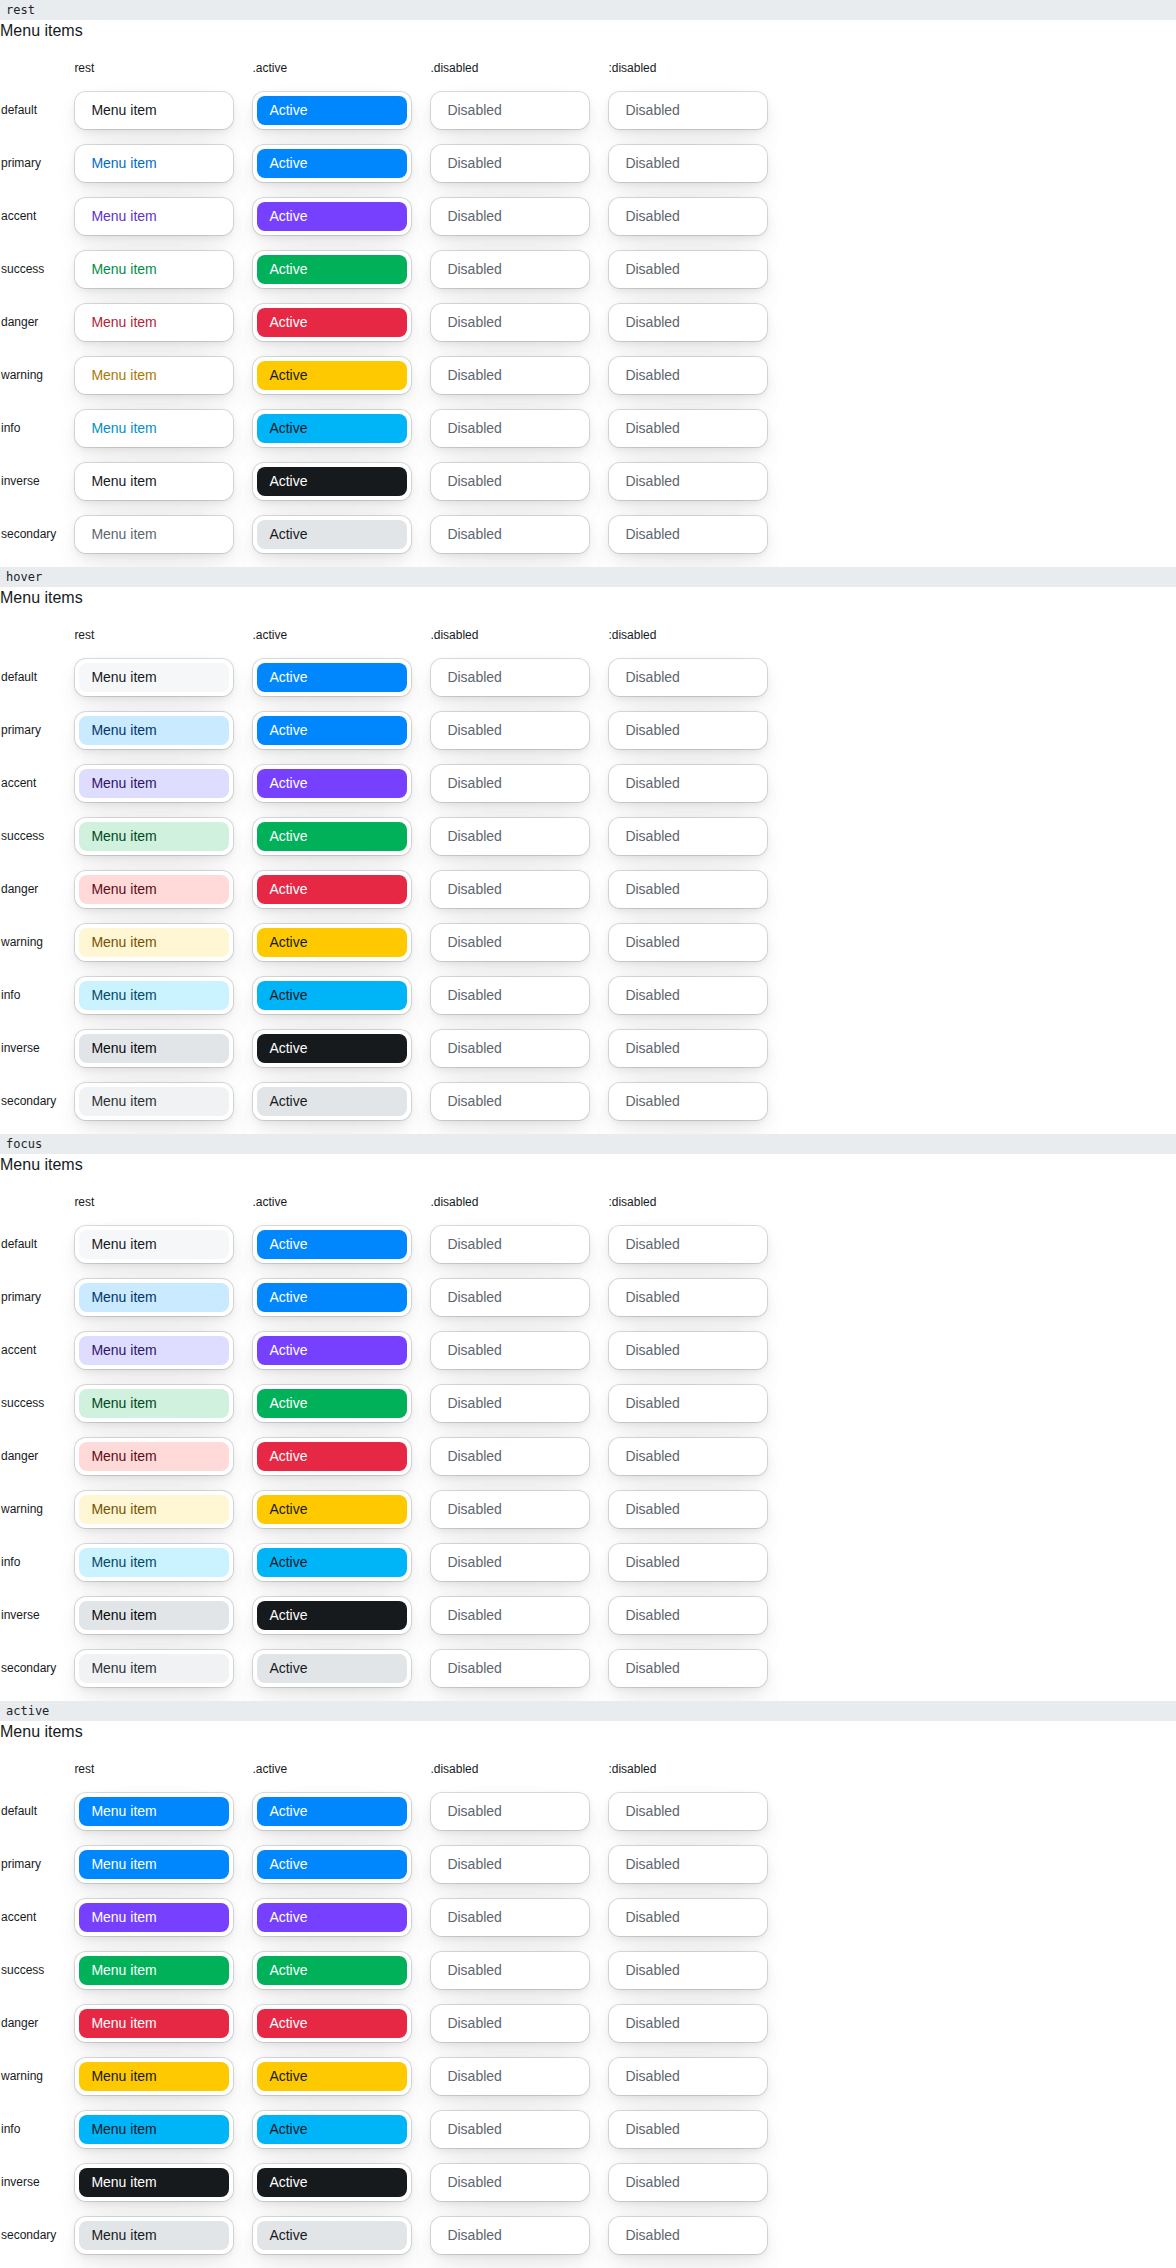 rest
Menu items
rest .active .disabled :disabled
default Menu item Active Disabled Disabled
primary Menu item Active Disabled Disabled
accent Menu item Active Disabled Disabled
success Menu item Active Disabled Disabled
danger Menu item Active Disabled Disabled
warning Menu item Active Disabled Disabled
info Menu item Active Disabled Disabled
inverse Menu item Active Disabled Disabled
secondary Menu item Active Disabled Disabled
hover
Menu items
rest .active .disabled :disabled
default Menu item Active Disabled Disabled
primary Menu item Active Disabled Disabled
accent Menu item Active Disabled Disabled
success Menu item Active Disabled Disabled
danger Menu item Active Disabled Disabled
warning Menu item Active Disabled Disabled
info Menu item Active Disabled Disabled
inverse Menu item Active Disabled Disabled
secondary Menu item Active Disabled Disabled
focus
Menu items
rest .active .disabled :disabled
default Menu item Active Disabled Disabled
primary Menu item Active Disabled Disabled
accent Menu item Active Disabled Disabled
success Menu item Active Disabled Disabled
danger Menu item Active Disabled Disabled
warning Menu item Active Disabled Disabled
info Menu item Active Disabled Disabled
inverse Menu item Active Disabled Disabled
secondary Menu item Active Disabled Disabled
active
Menu items
rest .active .disabled :disabled
default Menu item Active Disabled Disabled
primary Menu item Active Disabled Disabled
accent Menu item Active Disabled Disabled
success Menu item Active Disabled Disabled
danger Menu item Active Disabled Disabled
warning Menu item Active Disabled Disabled
info Menu item Active Disabled Disabled
inverse Menu item Active Disabled Disabled
secondary Menu item Active Disabled Disabled